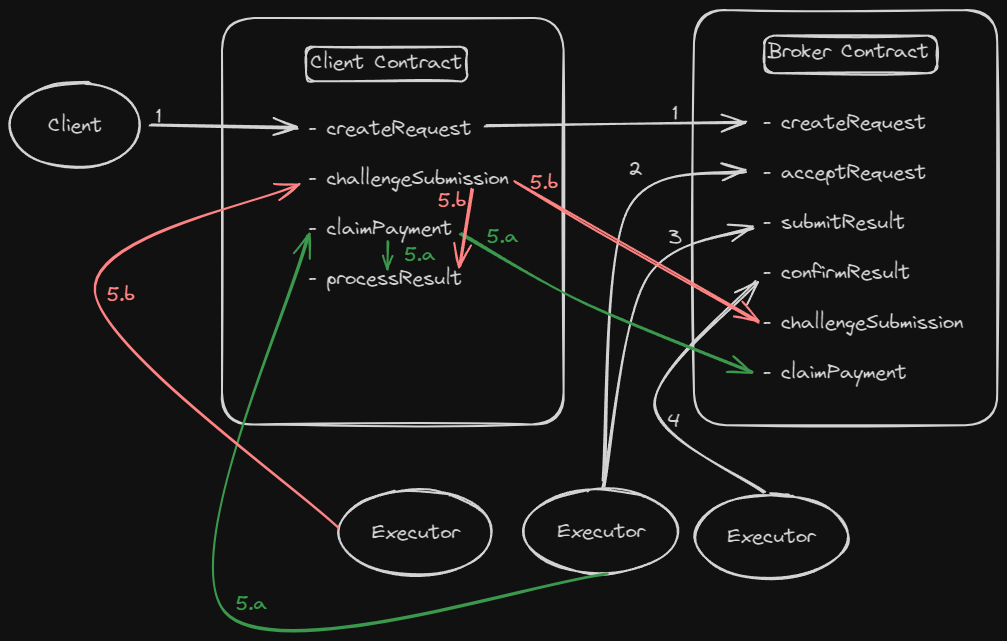 Client
1
Client Contract
- createRequest
- challengeSubmission
- claimPayment
- processResult
5.b
5.a
5.b
5.a
1
2
3
4
Broker Contract
- createRequest
- acceptRequest
- submitResult
- confirmResult
- challengeSubmission
- claimPayment
5.b
5.a
Executor
Executor
Executor